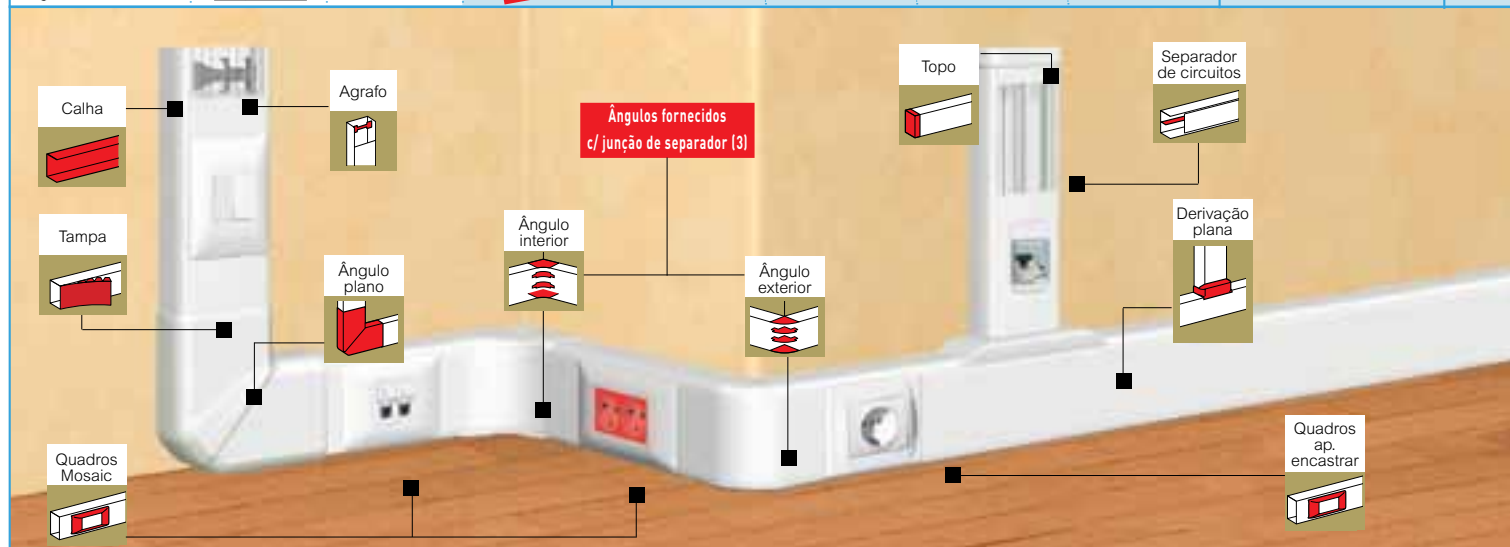 Calha
Agrafo
Ângulos fornecidos
c/ junção de separador (3)
Topo
Separador
de circuitos
Tampa
Ângulo
plano
Ângulo
interior
Ângulo
exterior
Derivação
plana
Quadros
Mosaic
Quadros
ap.
encastrar